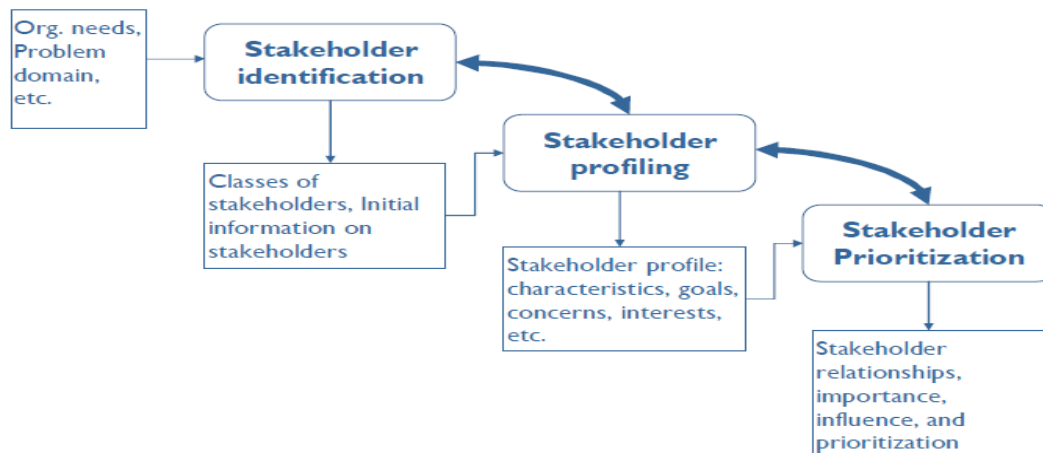 Org. needs,
Problem
domain,
etc.
Stakeholder
identification
Classes of
stakeholders, Initial
information on
stakeholders
Stakeholder
profiling
Stakeholder profile:
characteristics, goals,
concerns, interests,
etc.
Stakeholder
Prioritization
Stakeholder
relationships,
importance,
influence, and
prioritization